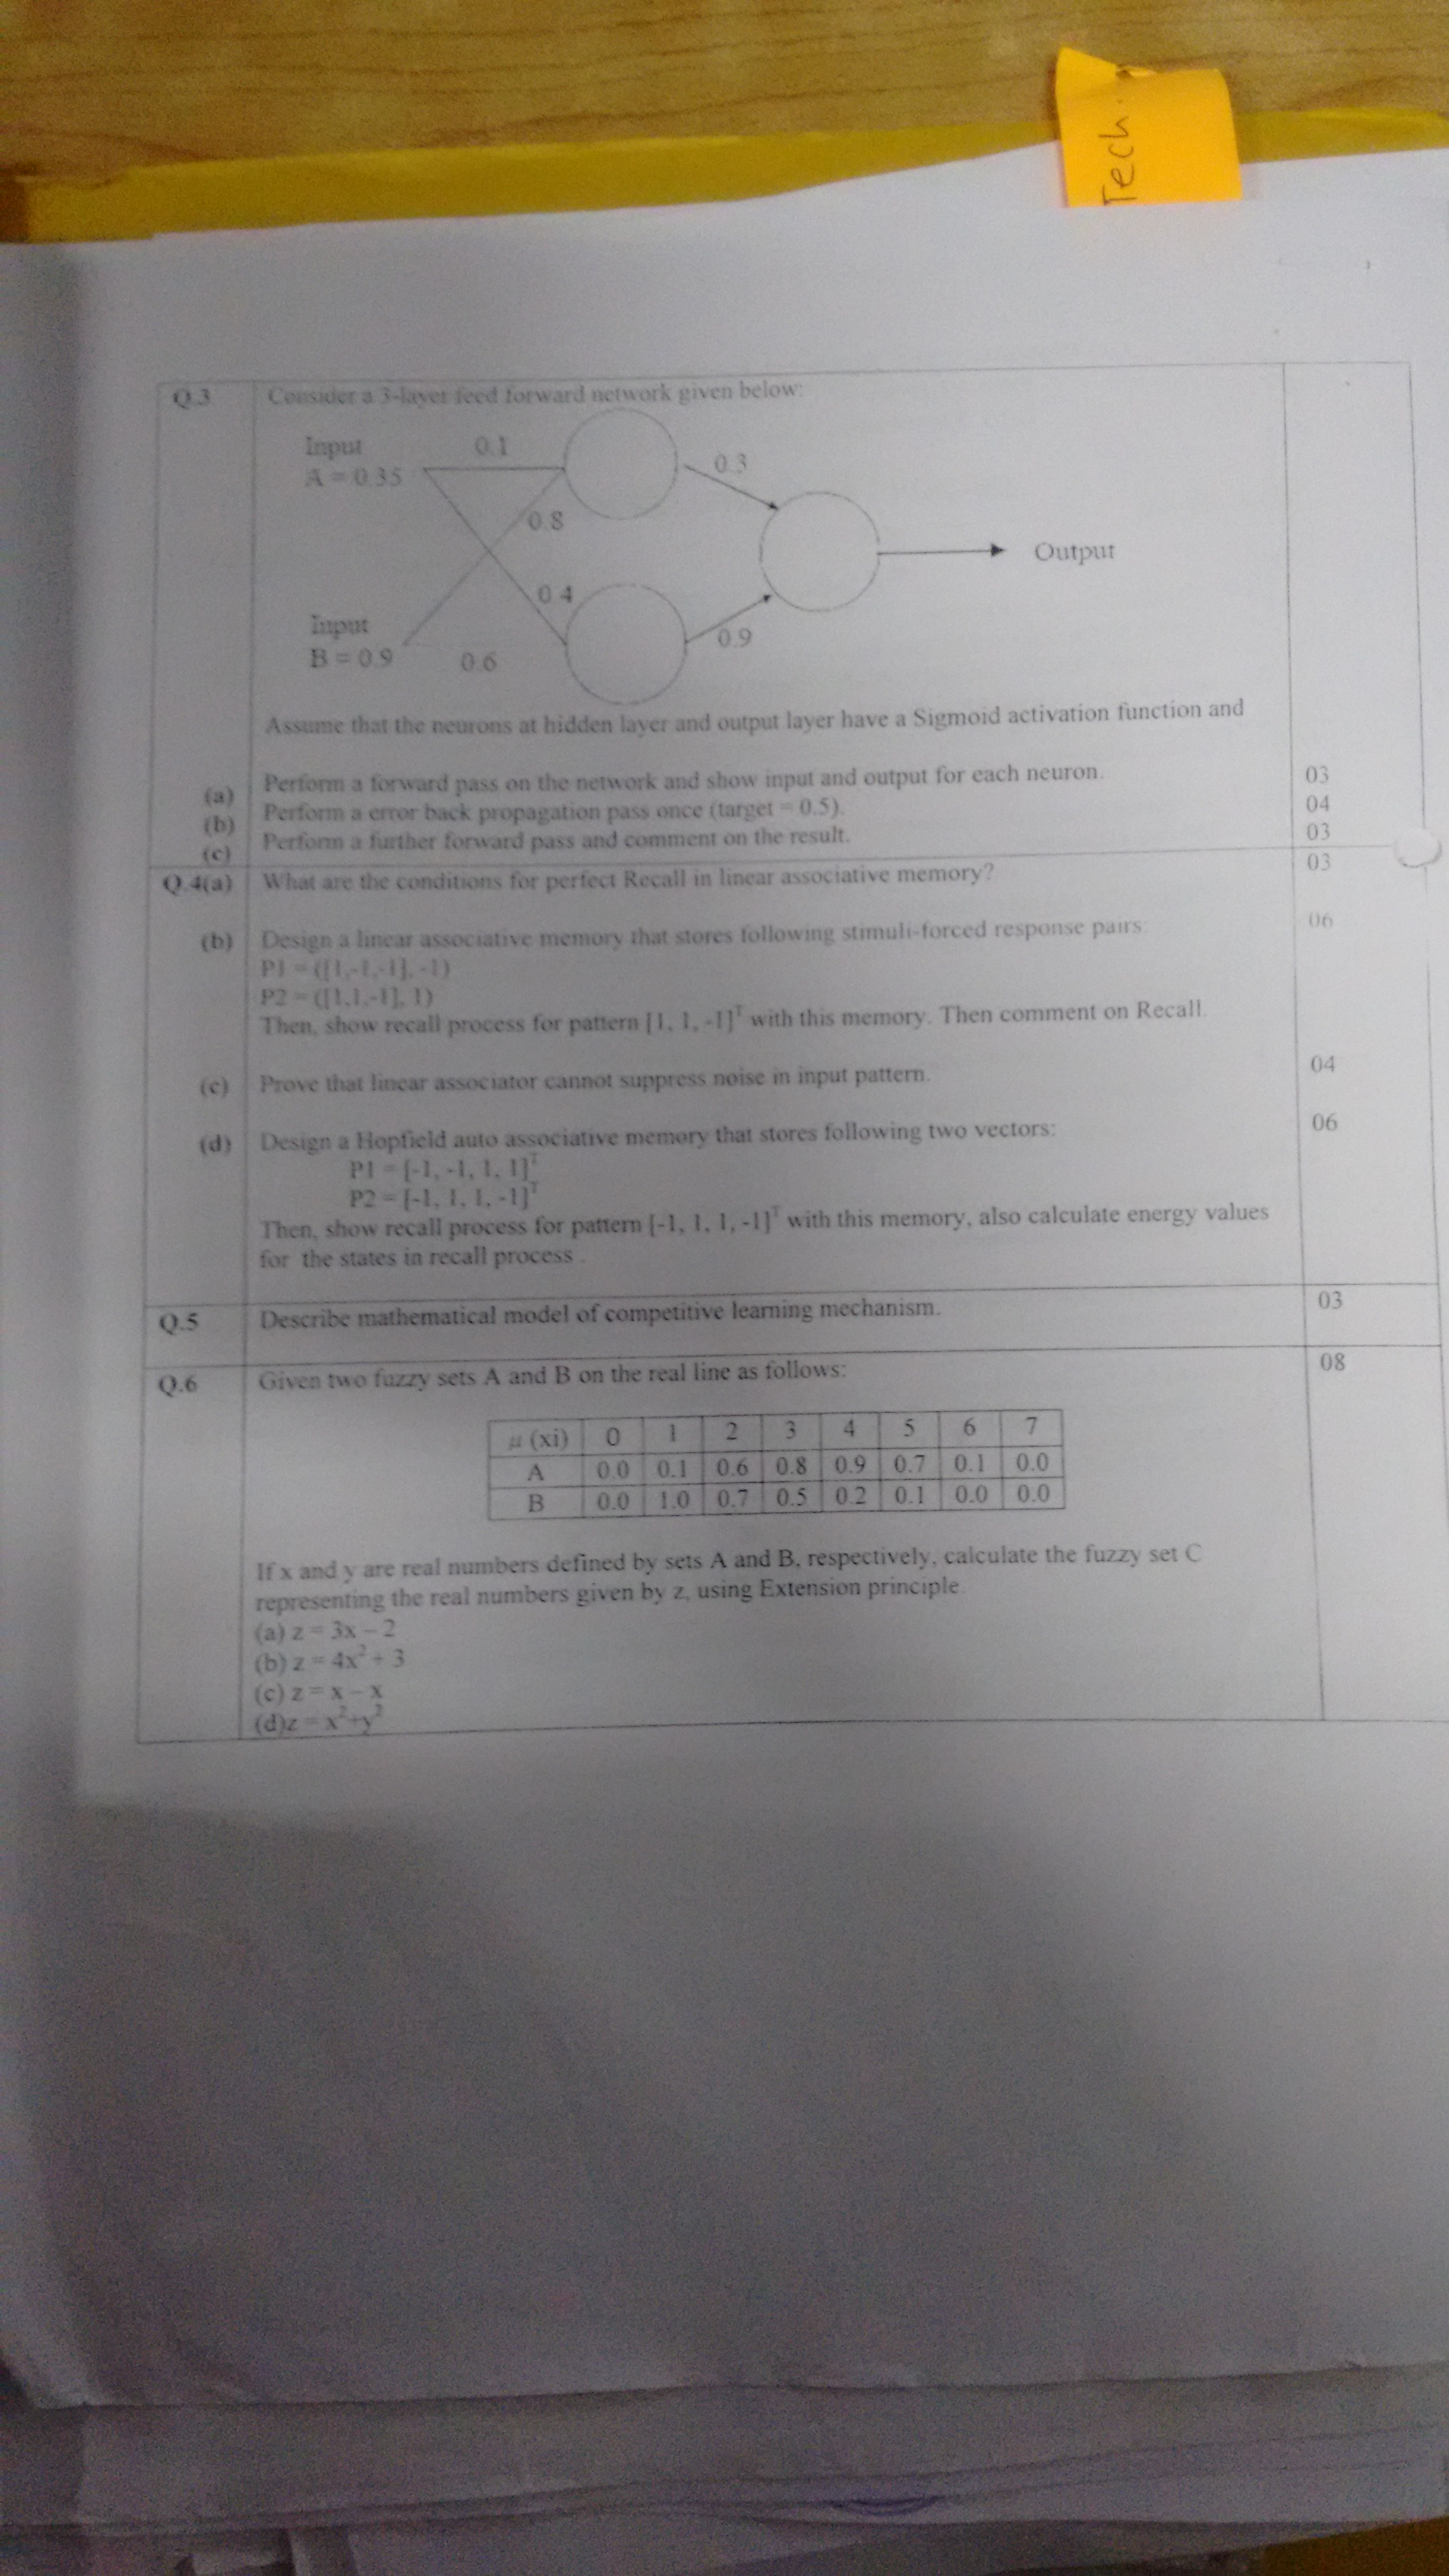 Tech.
Q.3 Consider a 3-layer feed forward network given below:
Input 0.1
A = 0.35 0.3
0.8
Output
0.4
Input 0.9
B = 0.9 0.6
Assume that the neurons at hidden layer and output layer have a Sigmoid activation function and
(a) Perform a forward pass on the network and show input and output for each neuron. 03
(b) Perform a error back propagation pass once (target = 0.5). 04
(c) Perform a further forward pass and comment on the result. 03
Q.4(a) What are the conditions for perfect Recall in linear associative memory? 03
(b) Design a linear associative memory that stores following stimuli-forced response pairs: 06
P1 = ([1,-1,-1], -1)
P2 = ([1,1,-1], 1)
Then, show recall process for pattern [1, 1, -1]ᵀ with this memory. Then comment on Recall.
(c) Prove that linear associator cannot suppress noise in input pattern. 04
(d) Design a Hopfield auto associative memory that stores following two vectors: 06
P1 = [-1, -1, 1, 1]ᵀ
P2 = [-1, 1, 1, -1]ᵀ
Then, show recall process for pattern [-1, 1, 1, -1]ᵀ with this memory, also calculate energy values
for the states in recall process .
Q.5 Describe mathematical model of competitive learning mechanism. 03
Q.6 Given two fuzzy sets A and B on the real line as follows: 08
μ (xi) 0 1 2 3 4 5 6 7
A 0.0 0.1 0.6 0.8 0.9 0.7 0.1 0.0
B 0.0 1.0 0.7 0.5 0.2 0.1 0.0 0.0
If x and y are real numbers defined by sets A and B, respectively, calculate the fuzzy set C
representing the real numbers given by z, using Extension principle.
(a) z = 3x – 2
(b) z = 4x² + 3
(c) z = x – x
(d)z = x²+y²